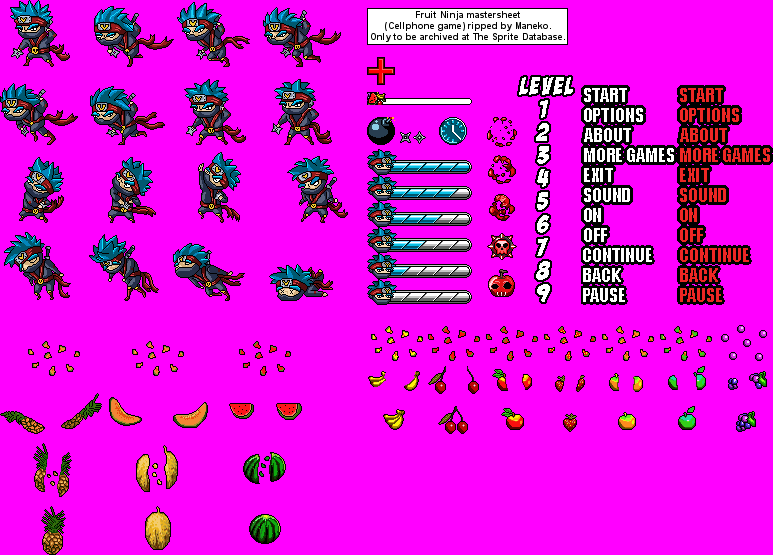 Fruit Ninja mastersheet
(Cellphone game) ripped by Maneko.
Only to be archived at The Sprite Database.
LEVEL
1
2
3
4
5
6
7
8
9
START START
OPTIONS OPTIONS
ABOUT ABOUT
MORE GAMES MORE GAMES
EXIT EXIT
SOUND SOUND
ON ON
OFF OFF
CONTINUE CONTINUE
BACK BACK
PAUSE PAUSE